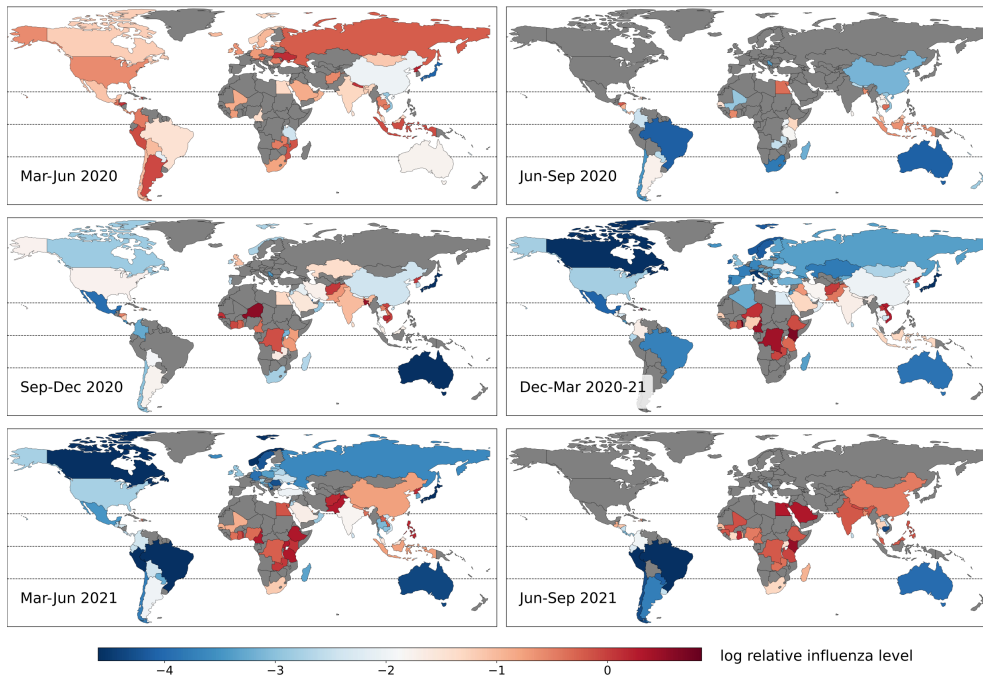 Mar-Jun 2020
Jun-Sep 2020
Sep-Dec 2020
Dec-Mar 2020-21
Mar-Jun 2021
Jun-Sep 2021
log relative influenza level
−4 −3 −2 −1 0